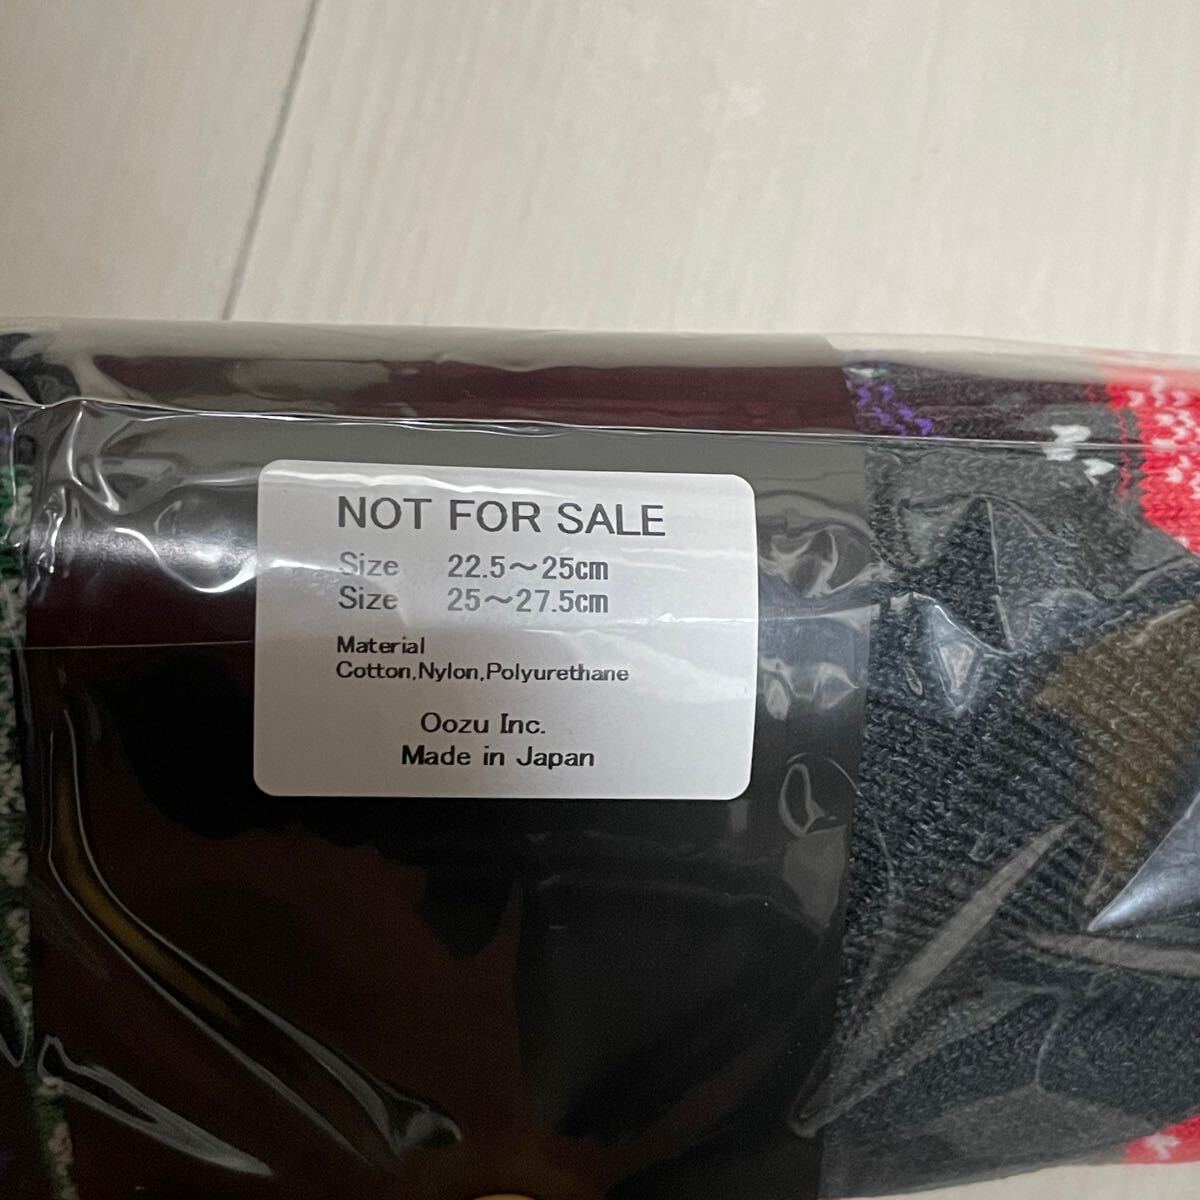 NOT FOR SALE
Size 22.5～25cm
Size 25～27.5cm
Material
Cotton,Nylon,Polyurethane
Oozu Inc.
Made in Japan